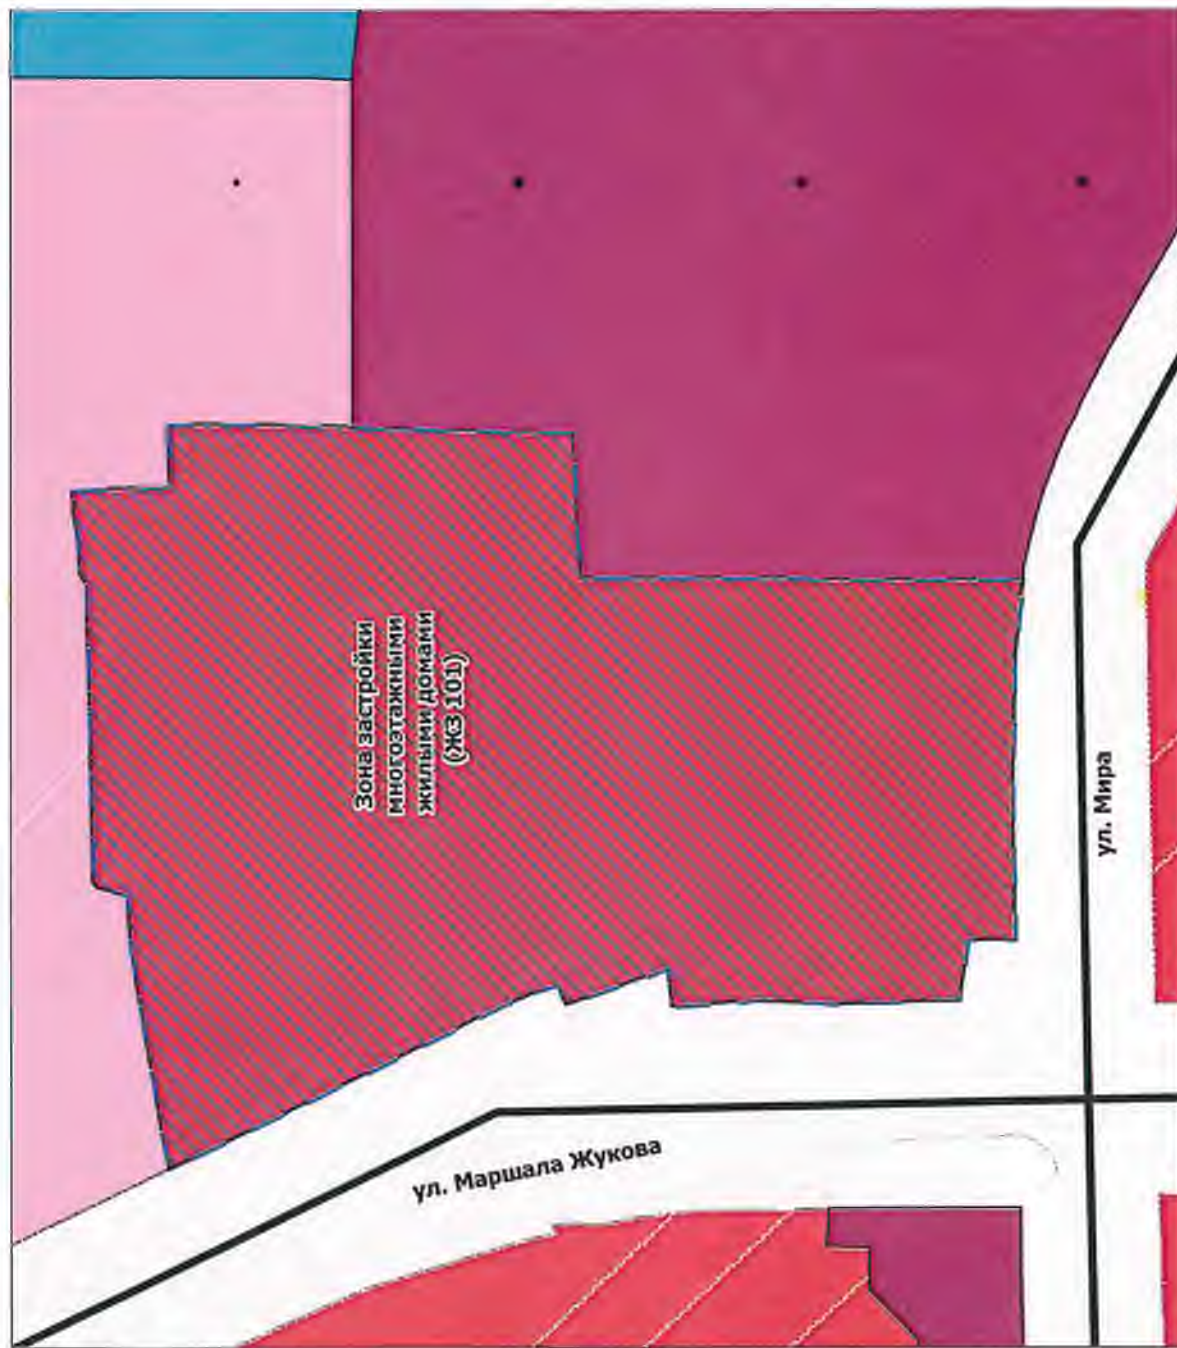 Зона застройки
многоэтажными
жилыми домами
(ЖЗ 101)
ул. Мира
ул. Маршала Жукова